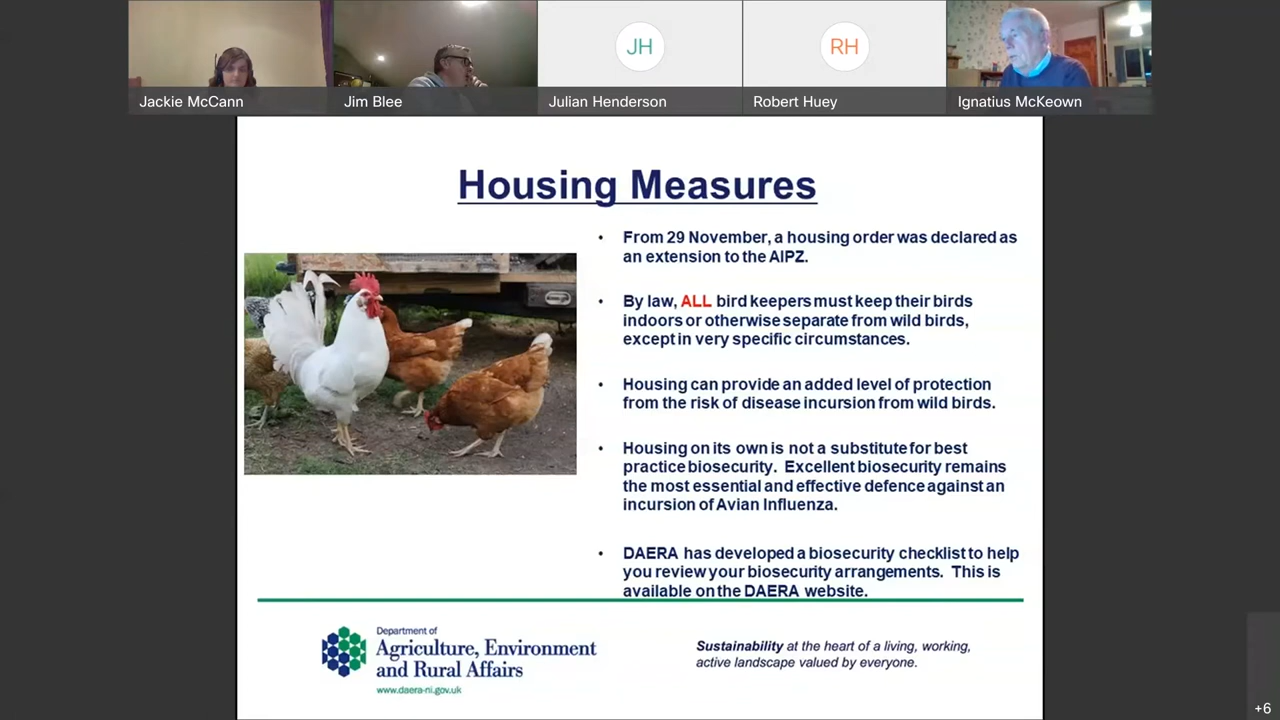 JH
RH
Jackie McCann
Jim Blee
Julian Henderson
Robert Huey
Ignatius McKeown
Housing Measures
• From 29 November, a housing order was declared as
an extension to the AIPZ.
• By law, ALL bird keepers must keep their birds
indoors or otherwise separate from wild birds,
except in very specific circumstances.
• Housing can provide an added level of protection
from the risk of disease incursion from wild birds.
• Housing on its own is not a substitute for best
practice biosecurity. Excellent biosecurity remains
the most essential and effective defence against an
incursion of Avian Influenza.
• DAERA has developed a biosecurity checklist to help
you review your biosecurity arrangements. This is
available on the DAERA website.
Department of
Agriculture, Environment
and Rural Affairs
www.daera-ni.gov.uk
Sustainability at the heart of a living, working,
active landscape valued by everyone.
+6